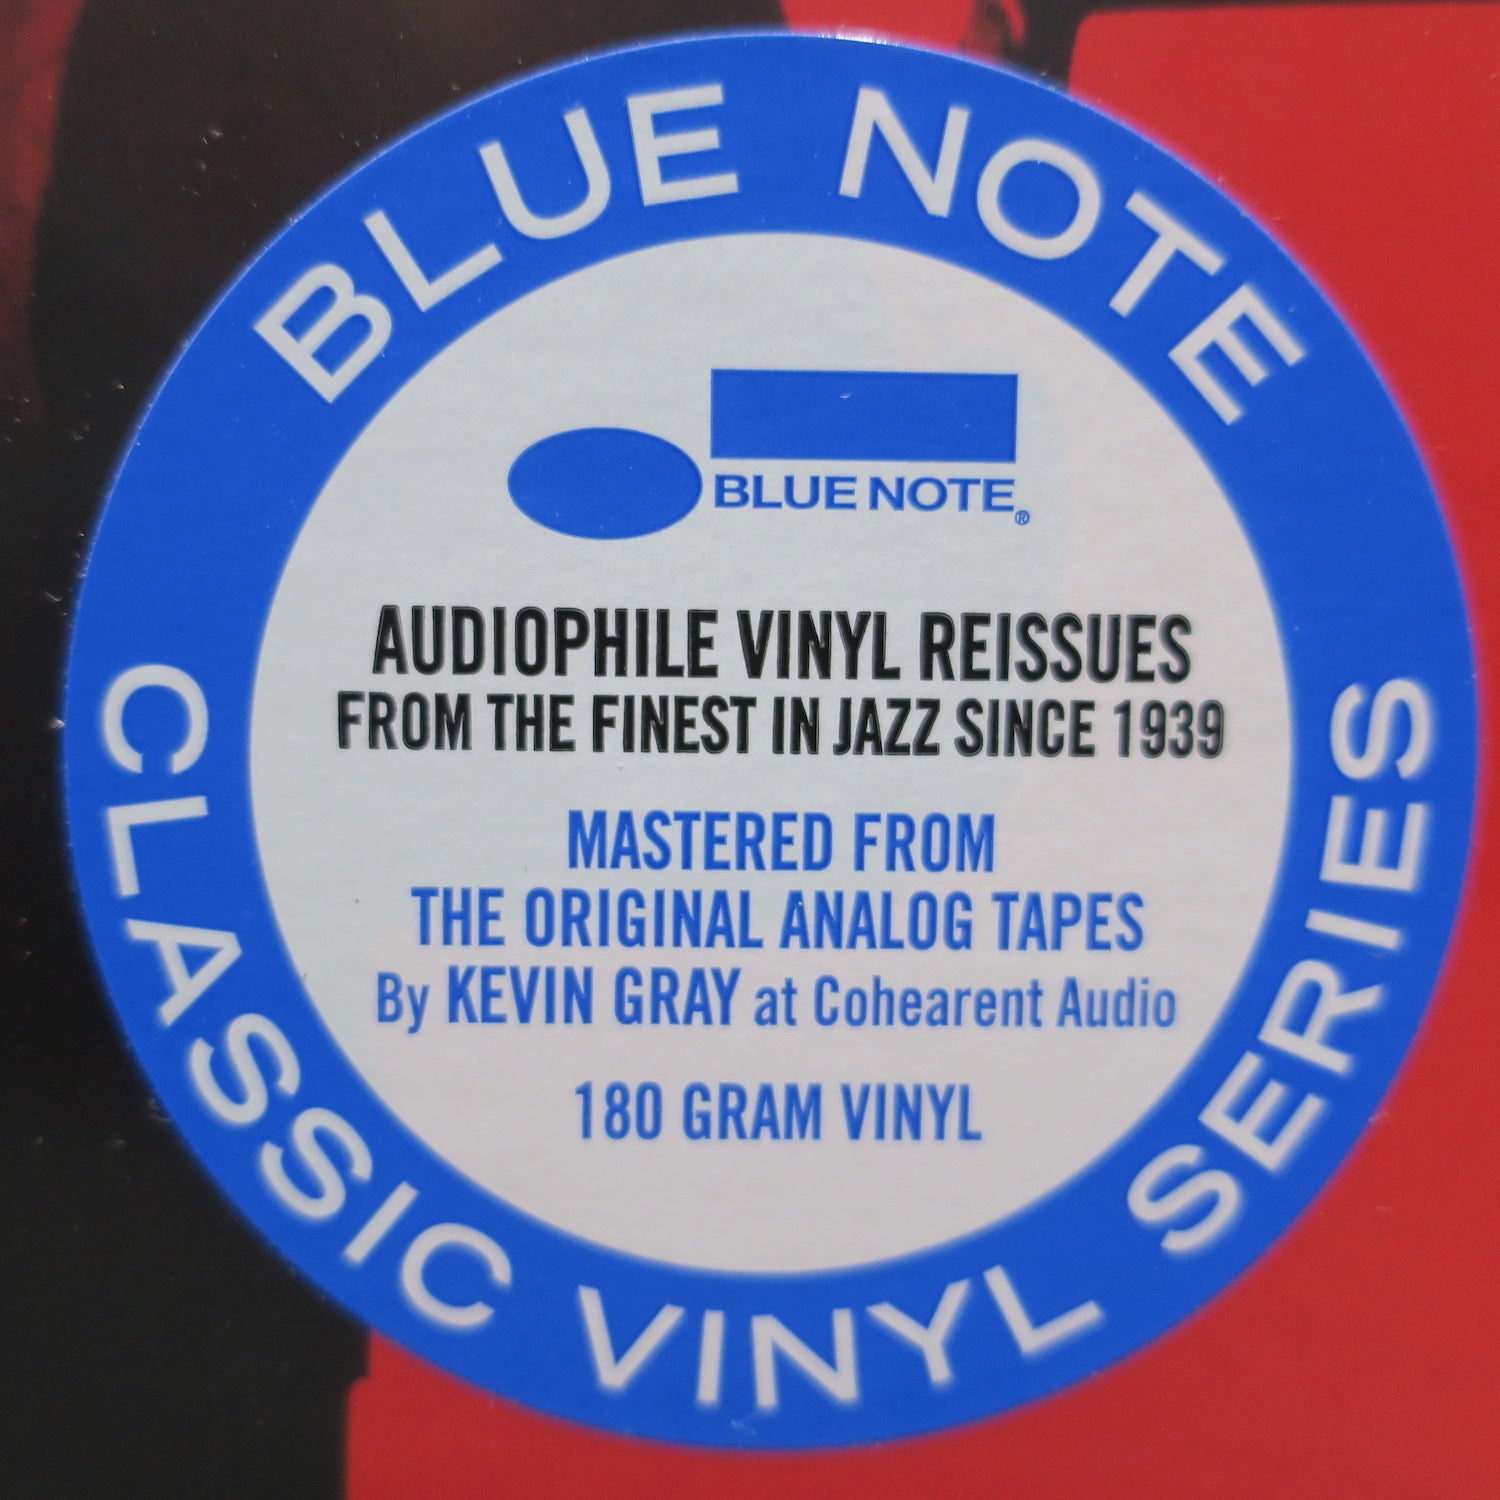 BLUE NOTE
BLUE NOTE®
AUDIOPHILE VINYL REISSUES
FROM THE FINEST IN JAZZ SINCE 1939
MASTERED FROM
THE ORIGINAL ANALOG TAPES
By KEVIN GRAY at Cohearent Audio
180 GRAM VINYL
CLASSIC VINYL SERIES